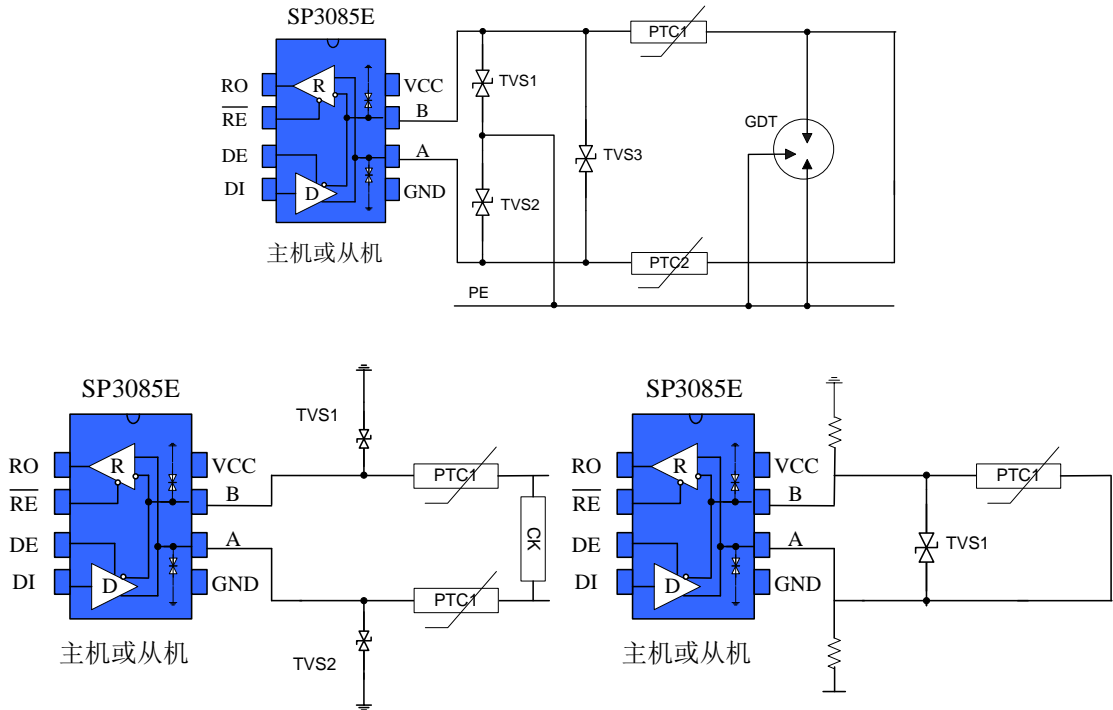 SP3085E
RO
R
VCC
PTC1
TVS1
B
RE
GDT
TVS3
DE
A
DI
D
GND
TVS2
主机或从机
PTC2
PE
SP3085E
TVS1
RO
R
VCC
PTC1
RE
B
CK
DE
A
DI
D
GND
PTC1
主机或从机
TVS2
SP3085E
RO
R
VCC
PTC1
RE
B
DE
A
TVS1
DI
D
GND
主机或从机